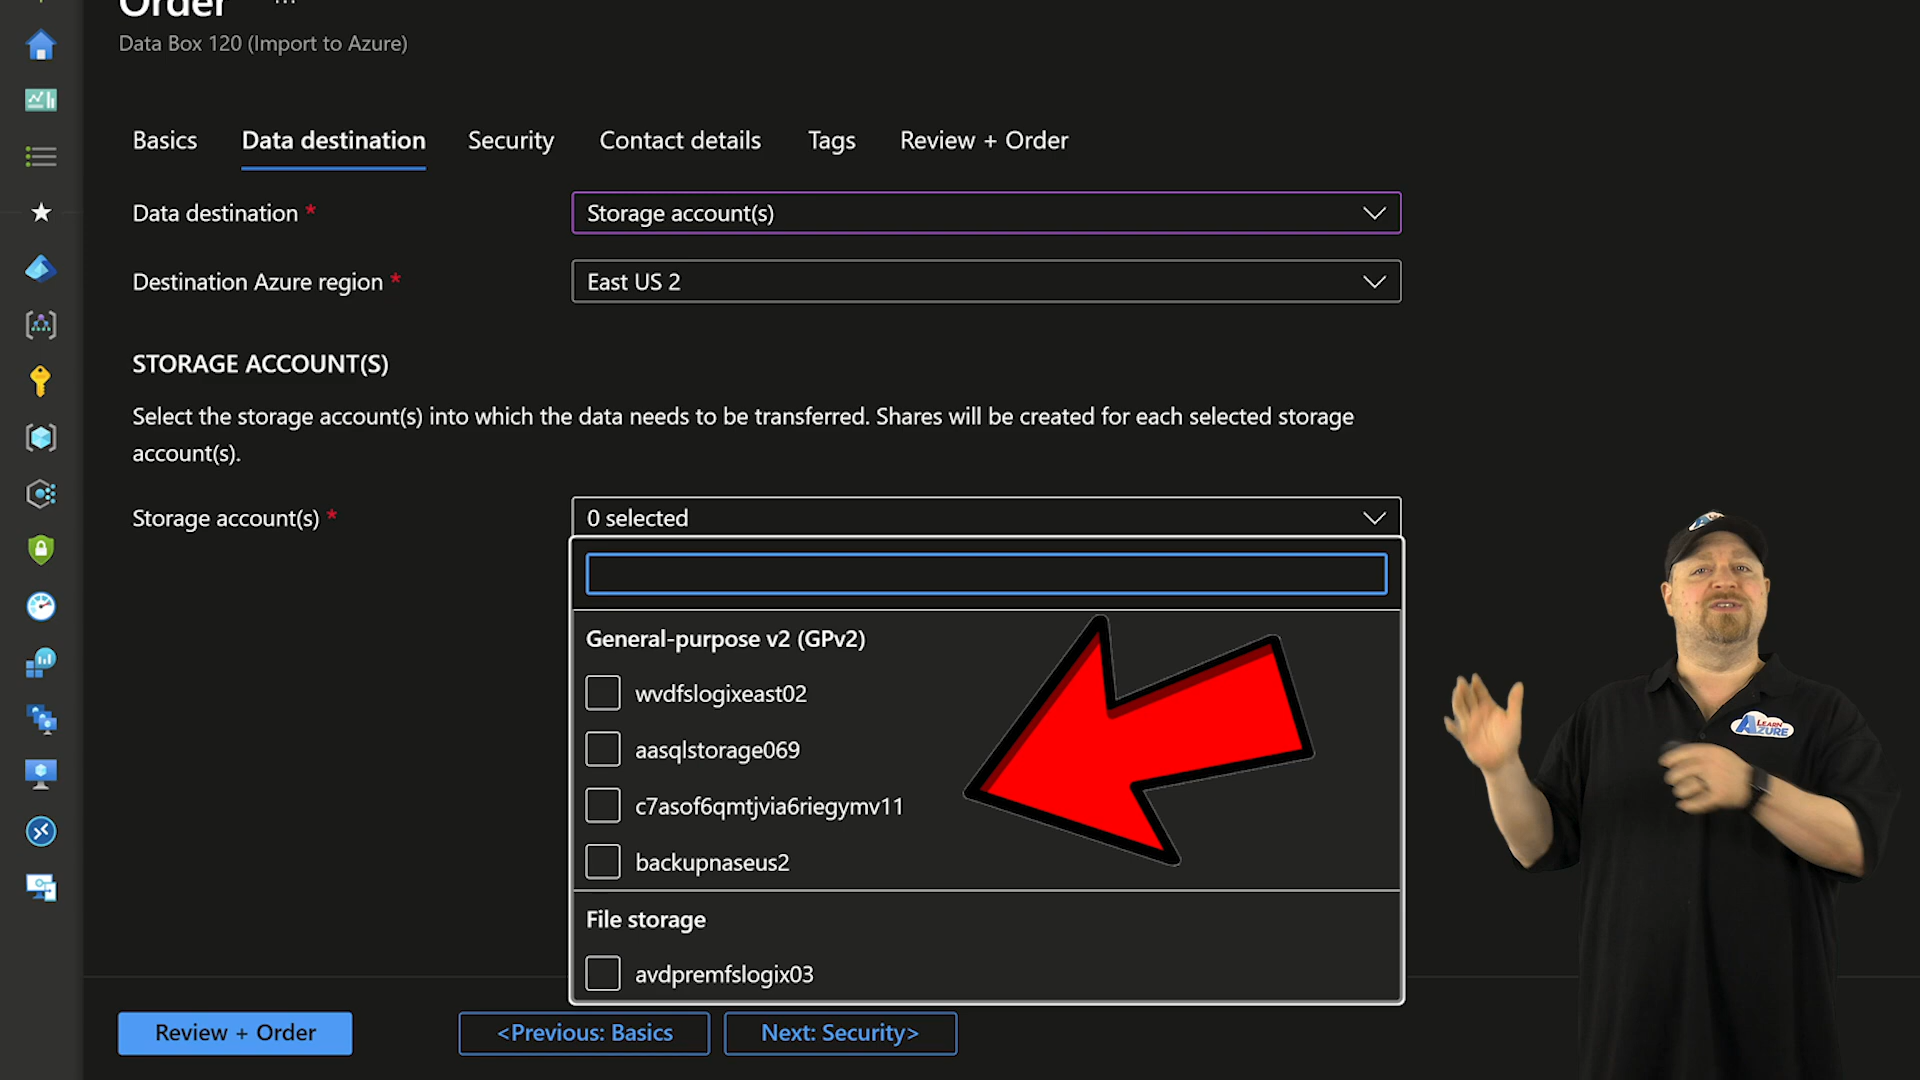 Order ...
Data Box 120 (Import to Azure)
Basics Data destination Security Contact details Tags Review + Order
Data destination * Storage account(s)
Destination Azure region * East US 2
STORAGE ACCOUNT(S)
Select the storage account(s) into which the data needs to be transferred. Shares will be created for each selected storage
account(s).
Storage account(s) * 0 selected
General-purpose v2 (GPv2)
wvdfslogixeast02
aasqlstorage069
c7asof6qmtjvia6riegymv11
backupnaseus2
File storage
avdpremfslogix03
Review + Order <Previous: Basics Next: Security>
LEARN
AZURE